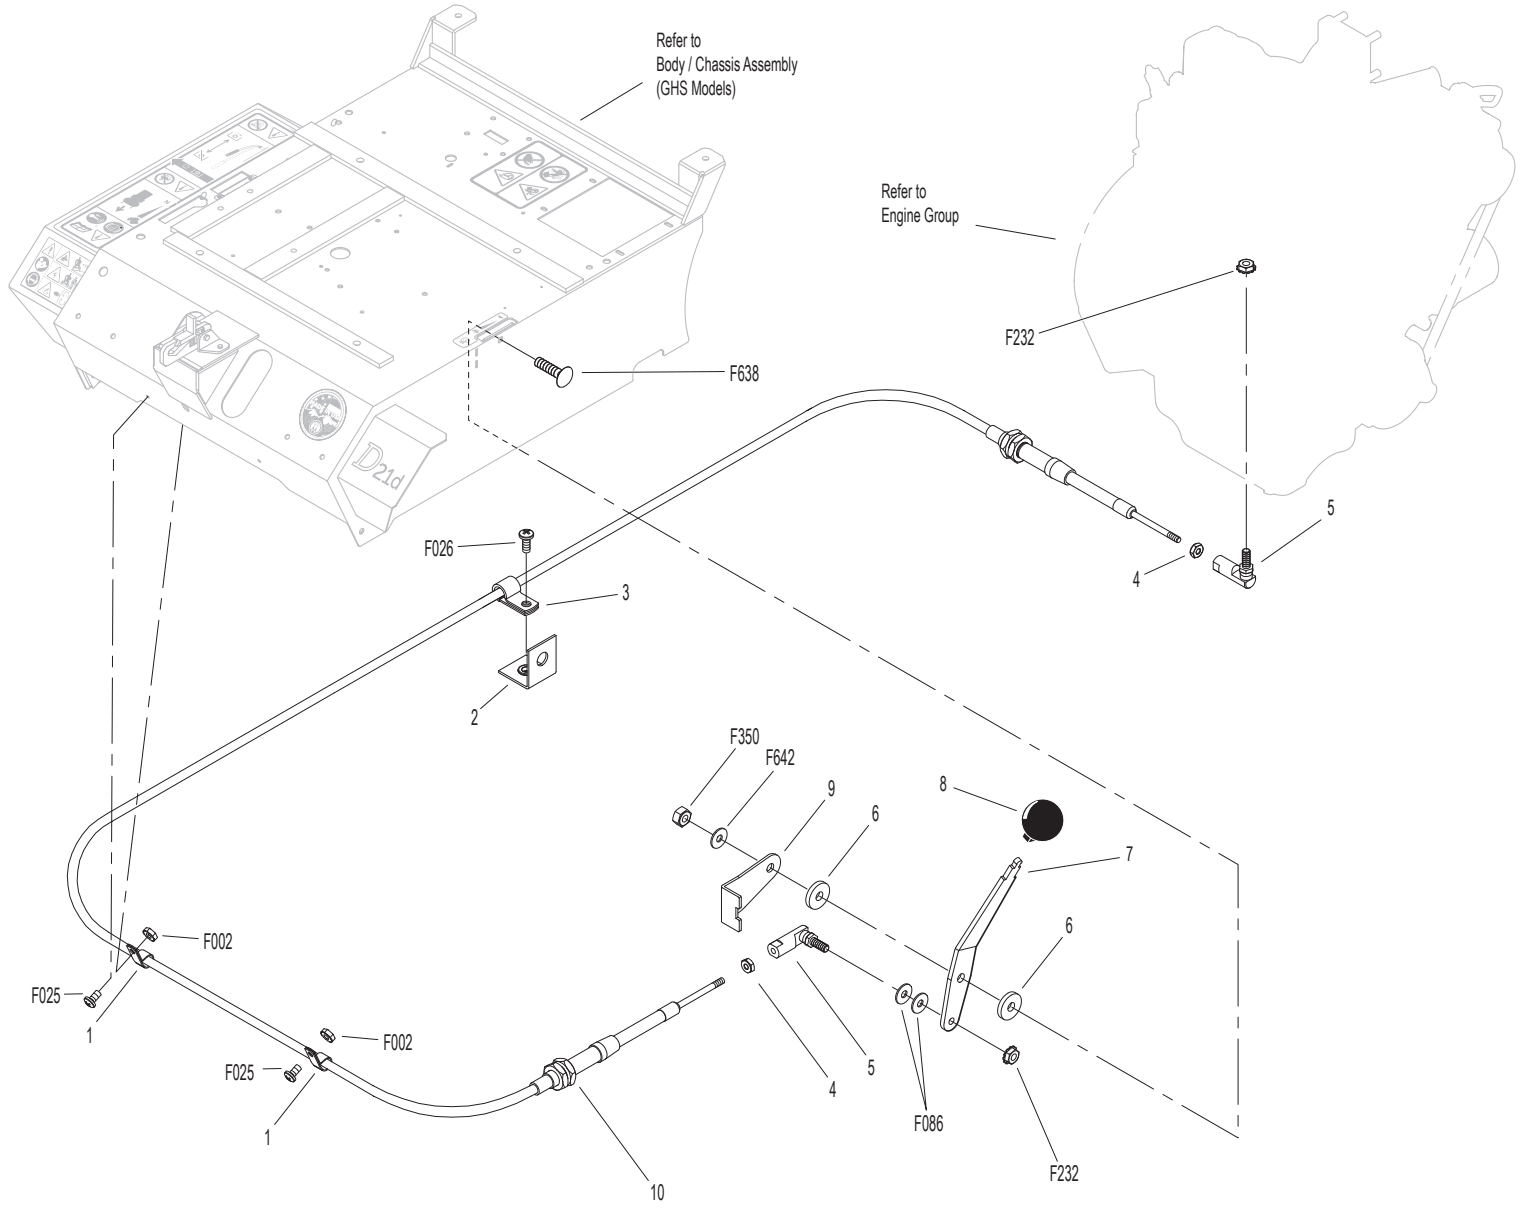 Refer to
Body / Chassis Assembly
(GHS Models)
Refer to
Engine Group
F232
F638
D21d
5
F026
4
3
2
F350
F642
9
8
6
7
6
F002
F025
1
F002
F025
1
5
4
F086
F232
10